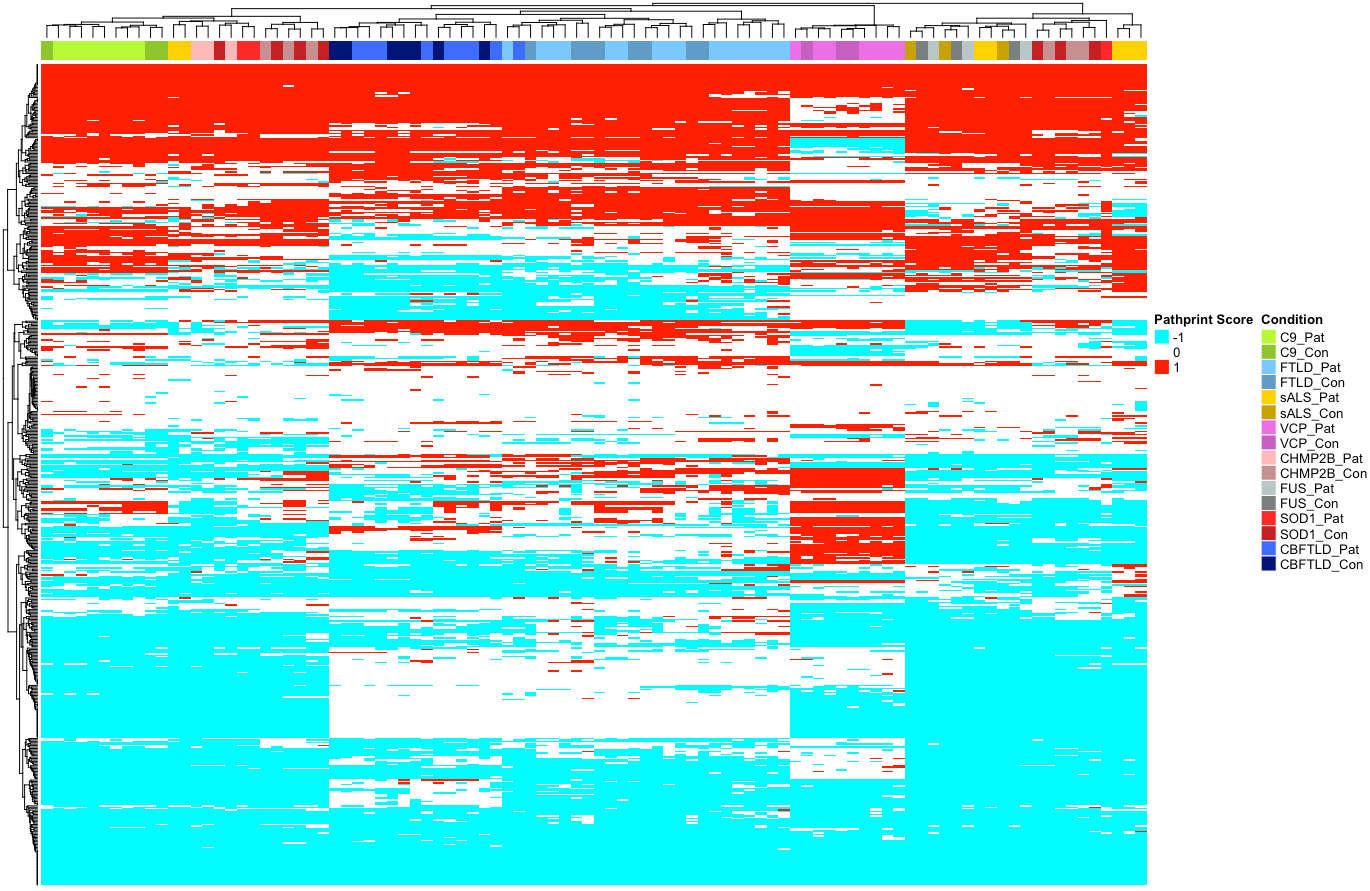 Pathprint Score
-1
0
1
Condition
C9_Pat
C9_Con
FTLD_Pat
FTLD_Con
sALS_Pat
sALS_Con
VCP_Pat
VCP_Con
CHMP2B_Pat
CHMP2B_Con
FUS_Pat
FUS_Con
SOD1_Pat
SOD1_Con
CBFTLD_Pat
CBFTLD_Con